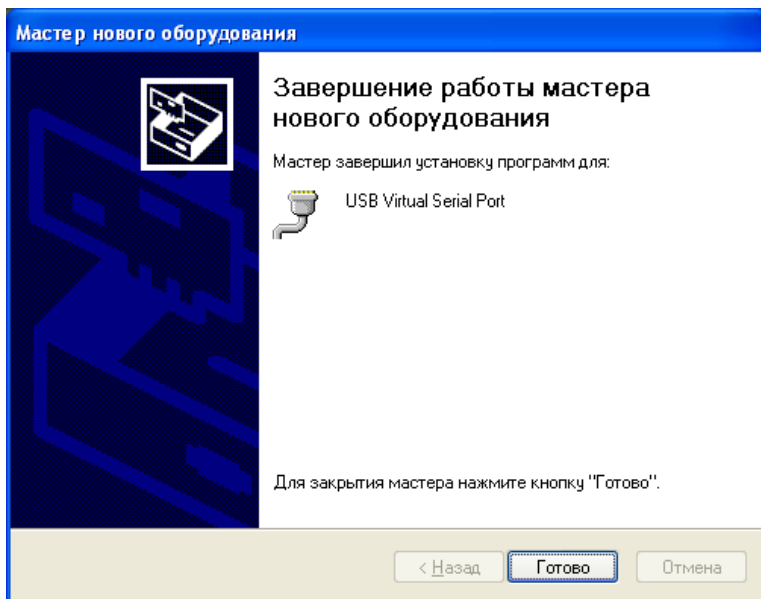 Мастер нового оборудования
Завершение работы мастера
нового оборудования
Мастер завершил установку программ для:
USB Virtual Serial Port
Для закрытия мастера нажмите кнопку "Готово".
< Назад
Готово
Отмена